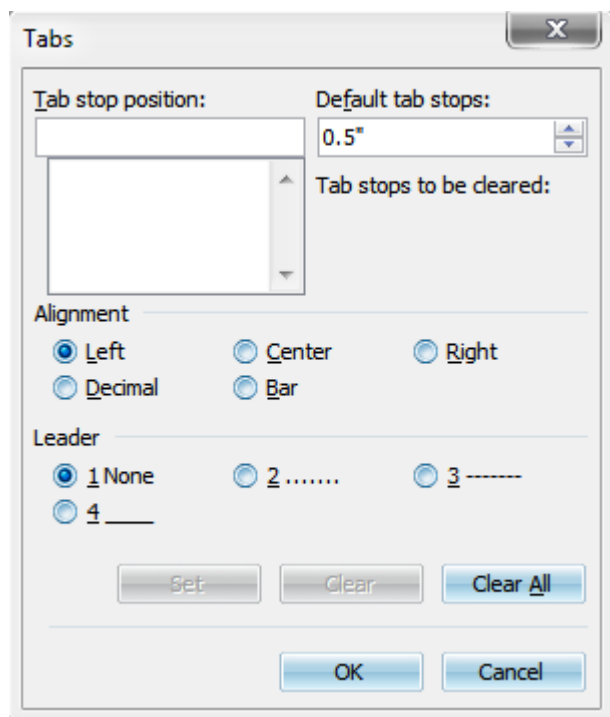 Tabs
Tab stop position: Default tab stops:
0.5"
Tab stops to be cleared:
Alignment
Left Center Right
Decimal Bar
Leader
1 None 2 ....... 3 -------
4 ____
Set Clear Clear All
OK Cancel